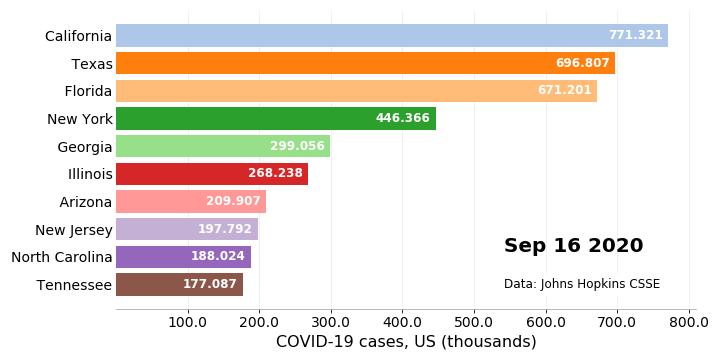 California 771.321
Texas 696.807
Florida 671.201
New York 446.366
Georgia 299.056
Illinois 268.238
Arizona 209.907
New Jersey 197.792
North Carolina 188.024
Tennessee 177.087
Sep 16 2020
Data: Johns Hopkins CSSE
100.0 200.0 300.0 400.0 500.0 600.0 700.0 800.0
COVID-19 cases, US (thousands)